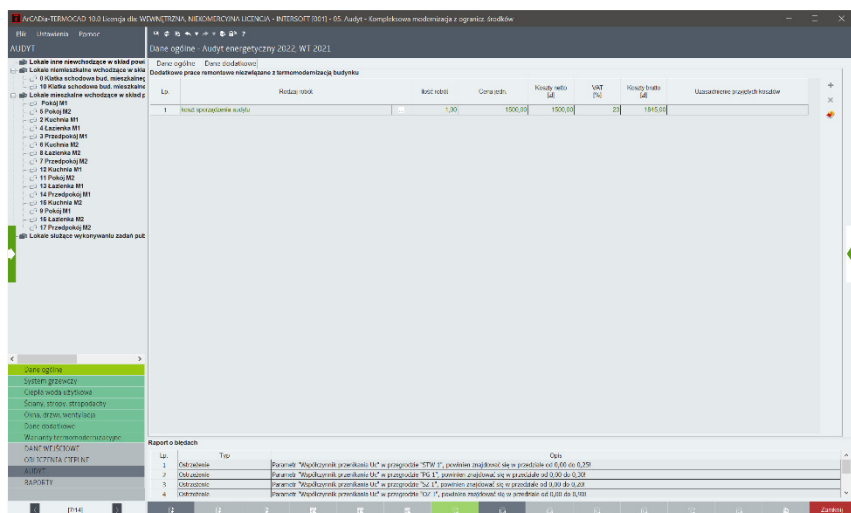 ArCADia-TERMOCAD 10.0 Licencja dla: WEWNĘTRZNA, NIEKOMERCYJNA LICENCJA - INTERSOFT [001] - 05. Audyt - Kompleksowa modernizacja z ogranicz. środków
Plik Ustawienia Pomoc
AUDYT
Dane ogólne - Audyt energetyczny 2022, WT 2021
Lokale inne niewchodzące w skład powi
Lokale niemieszkalne wchodzące w skła
0 Klatka schodowa bud. mieszkalneg
18 Klatka schodowa bud. mieszkalne
Lokale mieszkalne wchodzące w skład p
Pokój M1
5 Pokój M2
2 Kuchnia M1
4 Łazienka M1
3 Przedpokój M1
6 Kuchnia M2
8 Łazienka M2
7 Przedpokój M2
12 Kuchnia M1
11 Pokój M2
13 Łazienka M1
14 Przedpokój M1
15 Kuchnia M2
9 Pokój M1
16 Łazienka M2
17 Przedpokój M2
Lokale służące wykonywaniu zadań pub
Dane ogólne
System grzewczy
Ciepła woda użytkowa
Ściany, stropy, stropodachy
Okna, drzwi, wentylacja
Dane dodatkowe
Warianty termomodernizacyjne
DANE WEJŚCIOWE
OBLICZENIA CIEPLNE
AUDYT
RAPORTY
[7/14]
Dane ogólne Dane dodatkowe
Dodatkowe prace remontowe niezwiązane z termomodernizacją budynku
Lp. Rodzaj robót Ilość robót Cena jedn. Koszty netto [zł] VAT [%] Koszty brutto [zł] Uzasadnienie przyjętych kosztów
1 koszt sporządzenie audytu ... 1,00 1500,00 1500,00 23 1845,00
Raport o błedach
Lp. Typ Opis
1 Ostrzeżenie Parametr "Współczynnik przenikania Uc" w przegrodzie "STW 1", powinien znajdować się w przedziale od 0,00 do 0,25!
2 Ostrzeżenie Parametr "Współczynnik przenikania Uc" w przegrodzie "PG 1", powinien znajdować się w przedziale od 0,00 do 0,30!
3 Ostrzeżenie Parametr "Współczynnik przenikania Uc" w przegrodzie "SZ 1", powinien znajdować się w przedziale od 0,00 do 0,20!
4 Ostrzeżenie Parametr "Współczynnik przenikania Uc" w przegrodzie "OZ 1", powinien znajdować się w przedziale od 0,00 do 0,90!
Zamknij